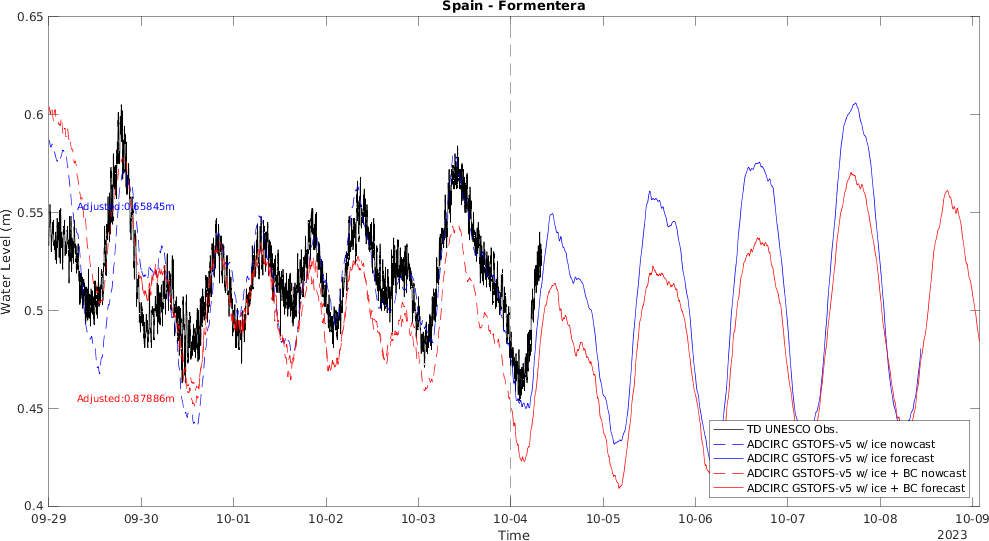 Spain - Formentera
0.65
0.6
0.55
0.5
0.45
0.4
Water Level (m)
Adjusted:0.65845m
Adjusted:0.87886m
TD UNESCO Obs.
ADCIRC GSTOFS-v5 w/ ice nowcast
ADCIRC GSTOFS-v5 w/ ice forecast
ADCIRC GSTOFS-v5 w/ ice + BC nowcast
ADCIRC GSTOFS-v5 w/ ice + BC forecast
09-29 09-30 10-01 10-02 10-03 10-04 10-05 10-06 10-07 10-08 10-09
Time
2023